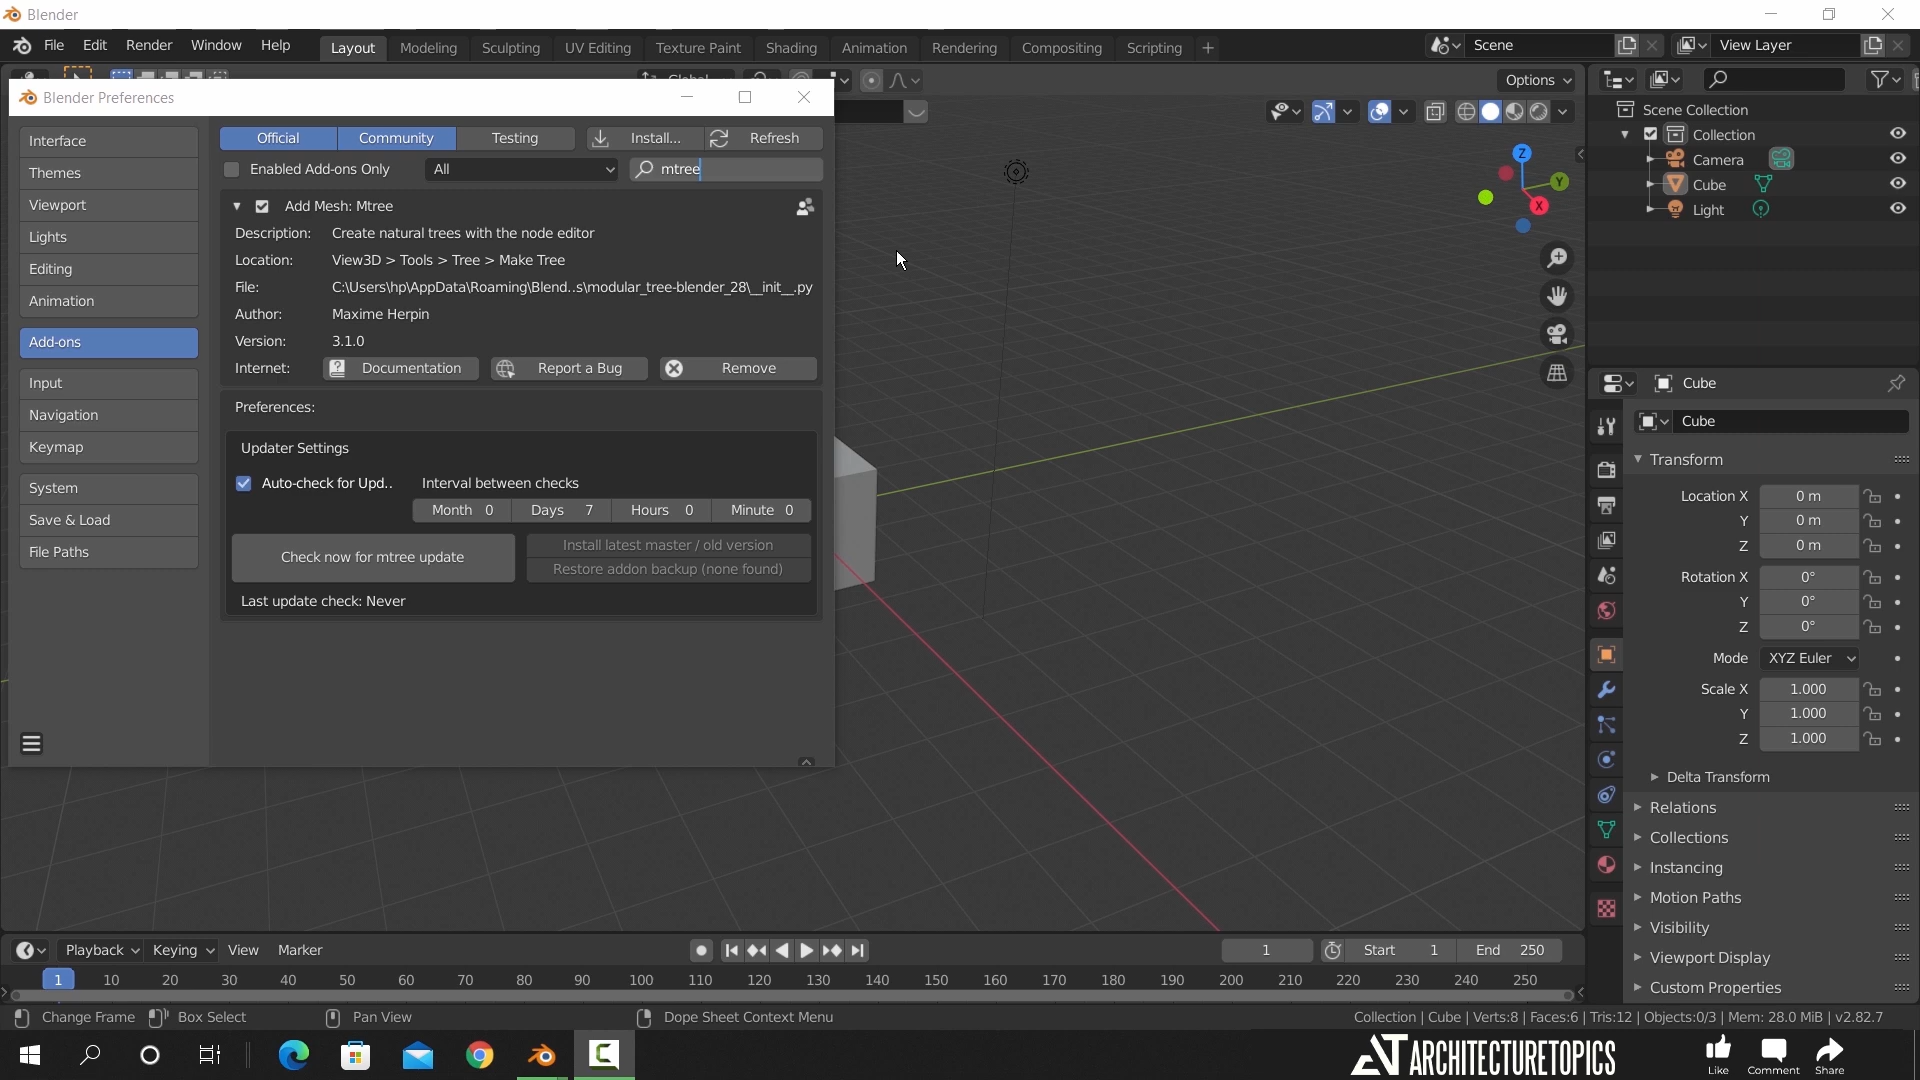 Blender
File Edit Render Window Help Layout Modeling Sculpting UV Editing Texture Paint Shading Animation Rendering Compositing Scripting + Scene View Layer
Options
Blender Preferences
Interface
Themes
Viewport
Lights
Editing
Animation
Add-ons
Input
Navigation
Keymap
System
Save & Load
File Paths
Official Community Testing Install... Refresh
Enabled Add-ons Only All mtree
Add Mesh: Mtree
Description: Create natural trees with the node editor
Location: View3D > Tools > Tree > Make Tree
File: C:\Users\hp\AppData\Roaming\Blend..s\modular_tree-blender_28\__init__.py
Author: Maxime Herpin
Version: 3.1.0
Internet: Documentation Report a Bug Remove
Preferences:
Updater Settings
Auto-check for Upd.. Interval between checks
Month 0 Days 7 Hours 0 Minute 0
Check now for mtree update
Install latest master / old version
Restore addon backup (none found)
Last update check: Never
Z
Y
X
Scene Collection
Collection
Camera
Cube
Light
Cube
Cube
Transform
Location X 0 m
Y 0 m
Z 0 m
Rotation X 0°
Y 0°
Z 0°
Mode XYZ Euler
Scale X 1.000
Y 1.000
Z 1.000
Delta Transform
Relations
Collections
Instancing
Motion Paths
Visibility
Viewport Display
Custom Properties
Playback Keying View Marker 1 Start 1 End 250
1 10 20 30 40 50 60 70 80 90 100 110 120 130 140 150 160 170 180 190 200 210 220 230 240 250
Change Frame Box Select Pan View Dope Sheet Context Menu Collection | Cube | Verts:8 | Faces:6 | Tris:12 | Objects:0/3 | Mem: 28.0 MiB | v2.82.7
ARCHITECTURETOPICS
Like Comment Share